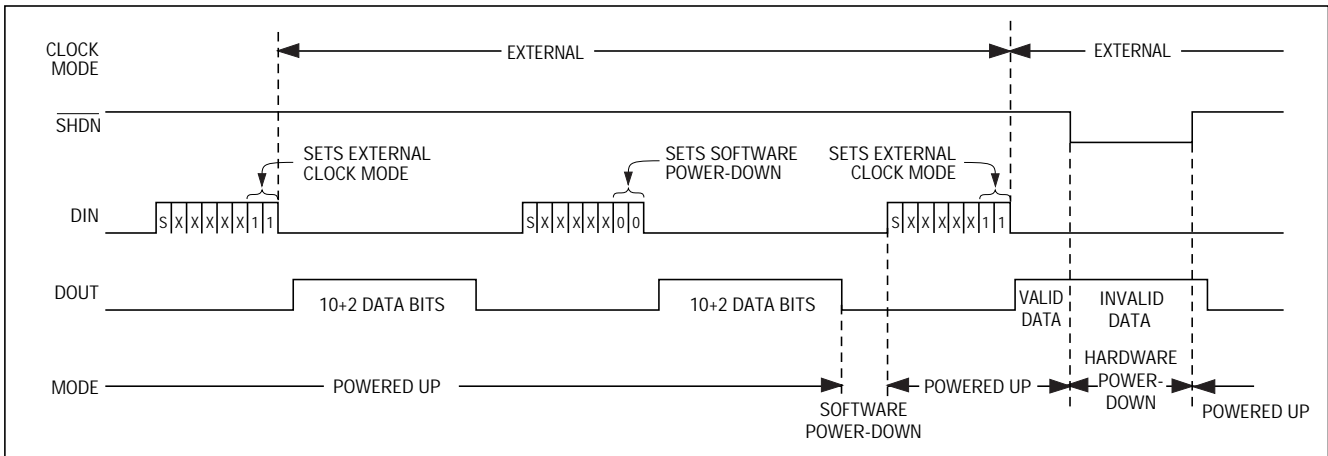 CLOCK
MODE
EXTERNAL
EXTERNAL
SHDN
SETS EXTERNAL
CLOCK MODE
SETS SOFTWARE
POWER-DOWN
SETS EXTERNAL
CLOCK MODE
DIN
S X X X X X 1 1
S X X X X X 0 0
S X X X X X 1 1
DOUT
10+2 DATA BITS
10+2 DATA BITS
VALID
DATA
INVALID
DATA
MODE
POWERED UP
SOFTWARE
POWER-DOWN
POWERED UP
HARDWARE
POWER-
DOWN
POWERED UP